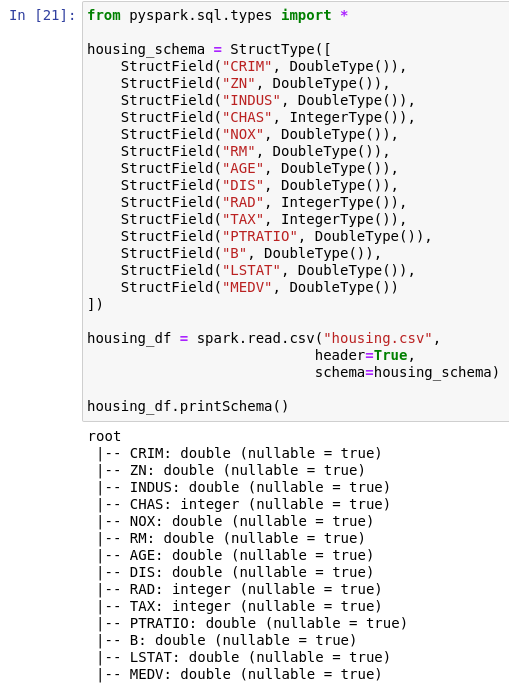 In [21]: from pyspark.sql.types import *
housing_schema = StructType([
    StructField("CRIM", DoubleType()),
    StructField("ZN", DoubleType()),
    StructField("INDUS", DoubleType()),
    StructField("CHAS", IntegerType()),
    StructField("NOX", DoubleType()),
    StructField("RM", DoubleType()),
    StructField("AGE", DoubleType()),
    StructField("DIS", DoubleType()),
    StructField("RAD", IntegerType()),
    StructField("TAX", IntegerType()),
    StructField("PTRATIO", DoubleType()),
    StructField("B", DoubleType()),
    StructField("LSTAT", DoubleType()),
    StructField("MEDV", DoubleType())
])
housing_df = spark.read.csv("housing.csv",
                           header=True,
                           schema=housing_schema)
housing_df.printSchema()
root
 |-- CRIM: double (nullable = true)
 |-- ZN: double (nullable = true)
 |-- INDUS: double (nullable = true)
 |-- CHAS: integer (nullable = true)
 |-- NOX: double (nullable = true)
 |-- RM: double (nullable = true)
 |-- AGE: double (nullable = true)
 |-- DIS: double (nullable = true)
 |-- RAD: integer (nullable = true)
 |-- TAX: integer (nullable = true)
 |-- PTRATIO: double (nullable = true)
 |-- B: double (nullable = true)
 |-- LSTAT: double (nullable = true)
 |-- MEDV: double (nullable = true)